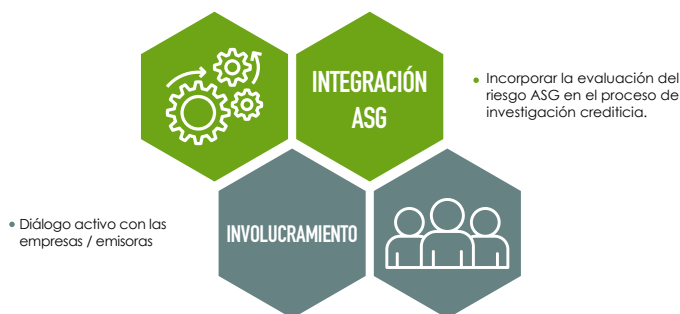 INTEGRACIÓN
ASG
• Incorporar la evaluación del
riesgo ASG en el proceso de
investigación crediticia.
• Diálogo activo con las
empresas / emisoras
INVOLUCRAMIENTO